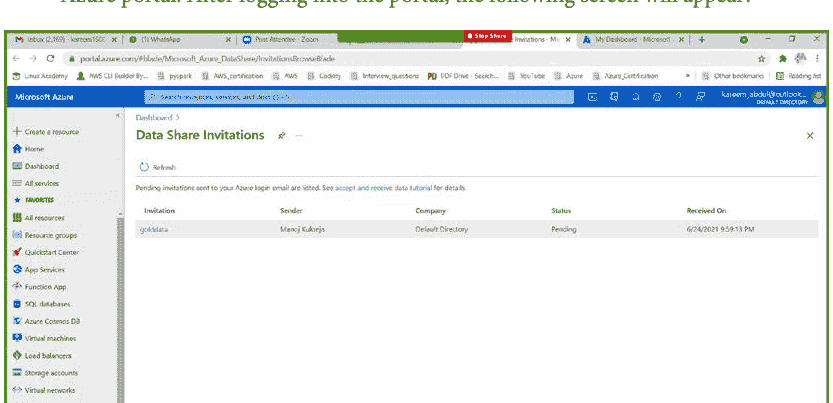 Azure portal. After logging into the portal, the following screen will appear:
(1) WhatsApp
Post Attendee - Zoom
Stop Share
Invitations - Mi
My Dashboard - Microsoft
portal.azure.com/#blade/Microsoft_Azure_DataShare/InvitationsBrowseBlade
Linux Academy
AWS CLI Builder By...
pyspark
AWS_certification
AWS
Codility
Interview_questions
PDF Drive - Search...
YouTube
Azure
Azure_Certification
»
Other bookmarks
Reading list
Microsoft Azure
Search resources, services, and docs (G+/)
kareem_abdul@outlook...
DEFAULT DIRECTORY
Create a resource
Home
Dashboard
All services
FAVORITES
All resources
Resource groups
Quickstart Center
App Services
Function App
SQL databases
Azure Cosmos DB
Virtual machines
Load balancers
Storage accounts
Virtual networks
Dashboard >
Data Share Invitations
Refresh
Pending invitations sent to your Azure login email are listed. See accept and receive data tutorial for details.
Invitation Sender Company Status Received On
golddata Manoj Kukreja Default Directory Pending 6/24/2021 9:59:13 PM